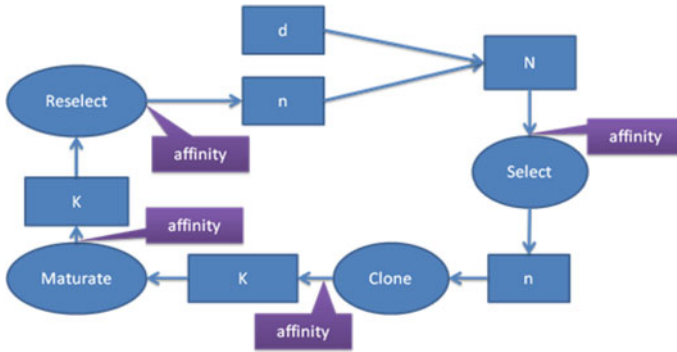 d
N
Reselect
n
affinity
affinity
Select
K
affinity
Maturate
K
Clone
n
affinity